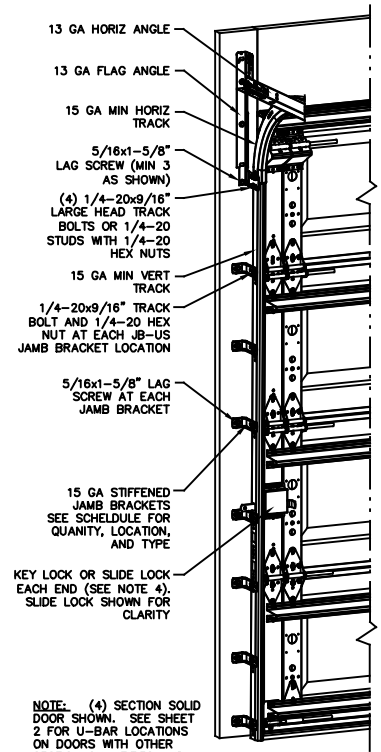 13 GA HORIZ ANGLE
13 GA FLAG ANGLE
15 GA MIN HORIZ
TRACK
5/16x1-5/8"
LAG SCREW (MIN 3
AS SHOWN)
(4) 1/4-20x9/16"
LARGE HEAD TRACK
BOLTS OR 1/4-20
STUDS WITH 1/4-20
HEX NUTS
15 GA MIN VERT
TRACK
1/4-20x9/16" TRACK
BOLT AND 1/4-20 HEX
NUT AT EACH JB-US
JAMB BRACKET LOCATION
5/16x1-5/8" LAG
SCREW AT EACH
JAMB BRACKET
15 GA STIFFENED
JAMB BRACKETS
SEE SCHELDULE FOR
QUANITY, LOCATION,
AND TYPE
KEY LOCK OR SLIDE LOCK
EACH END (SEE NOTE 4).
SLIDE LOCK SHOWN FOR
CLARITY
NOTE: (4) SECTION SOLID
DOOR SHOWN. SEE SHEET
2 FOR U-BAR LOCATIONS
ON DOORS WITH OTHER